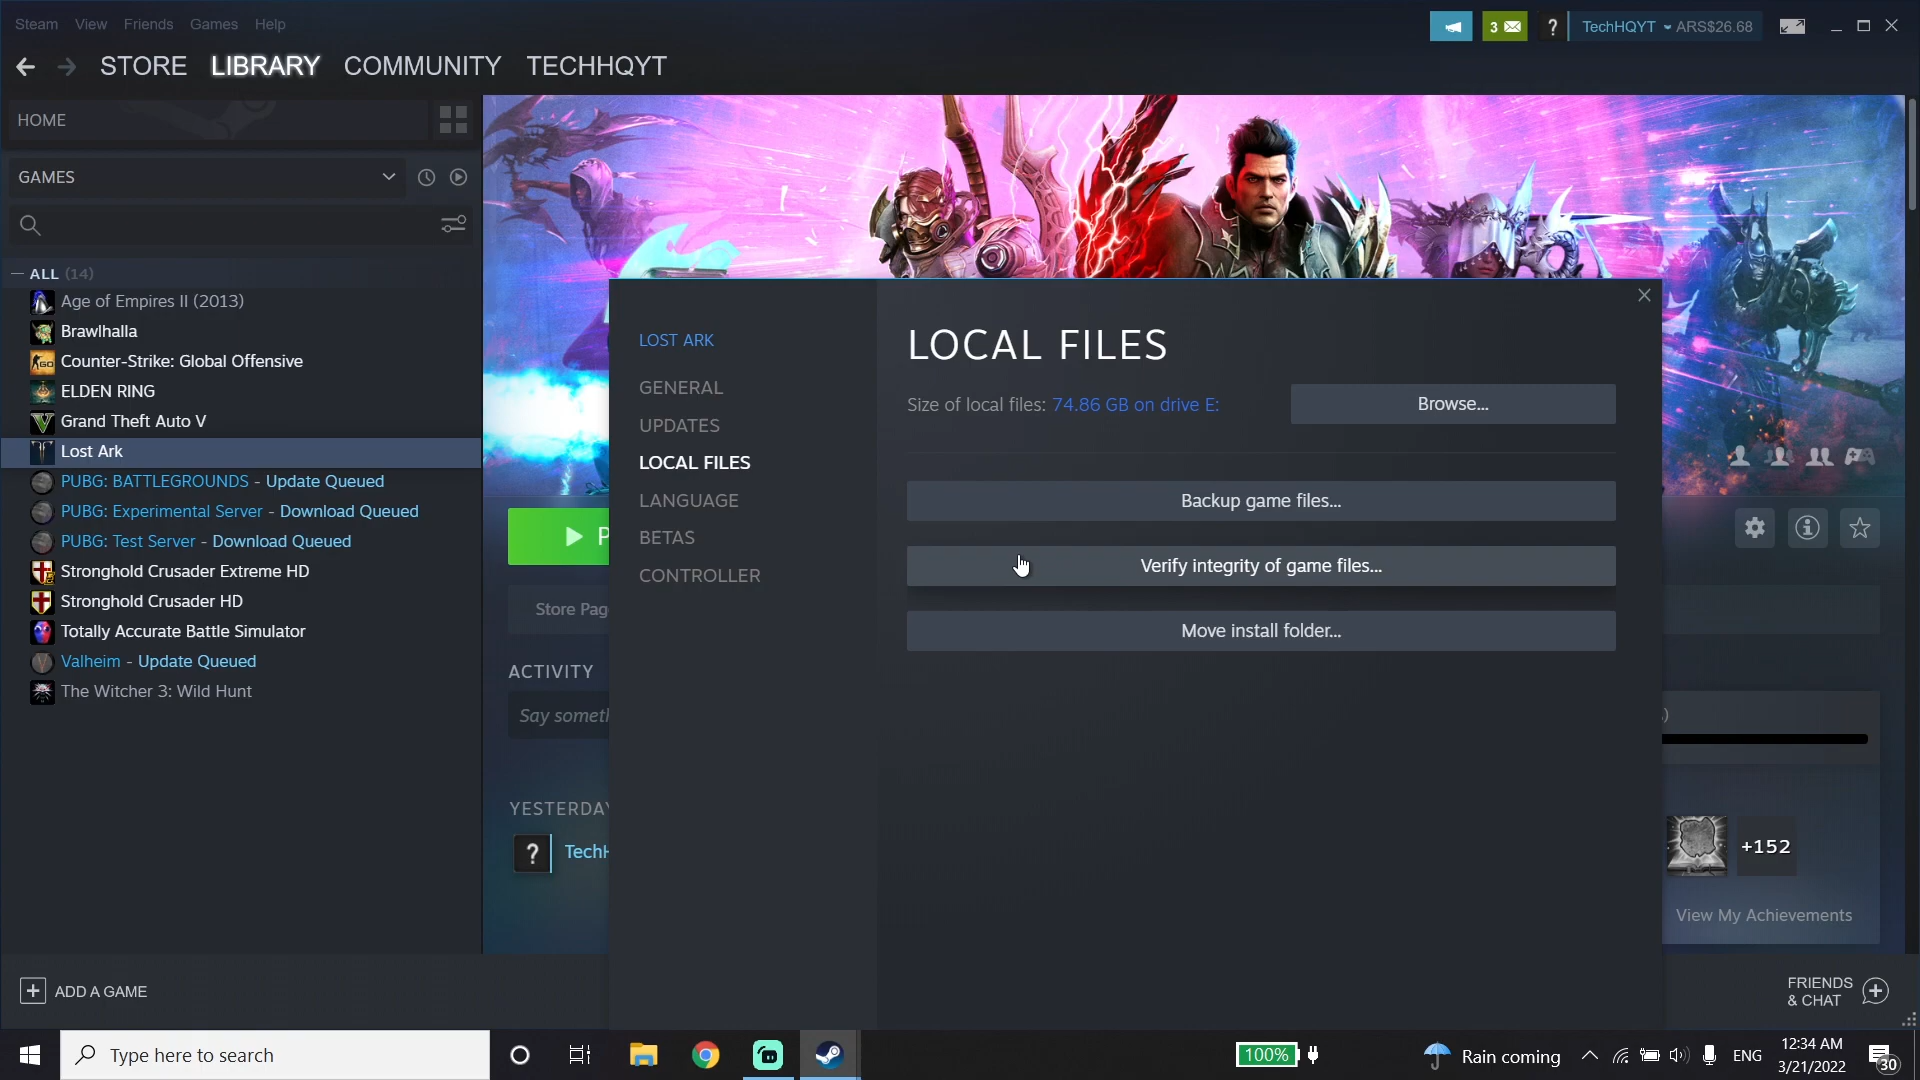 Steam View Friends Games Help
3 ? TechHQYT ARS$26.68
STORE LIBRARY COMMUNITY TECHHQYT
HOME
GAMES
ALL (14)
Age of Empires II (2013)
Brawlhalla
Counter-Strike: Global Offensive
ELDEN RING
Grand Theft Auto V
Lost Ark
PUBG: BATTLEGROUNDS - Update Queued
PUBG: Experimental Server - Download Queued
PUBG: Test Server - Download Queued
Stronghold Crusader Extreme HD
Stronghold Crusader HD
Totally Accurate Battle Simulator
Valheim - Update Queued
The Witcher 3: Wild Hunt
ADD A GAME
P
Store Pag
ACTIVITY
Say someth
YESTERDAY
? TechH
LOST ARK
GENERAL
UPDATES
LOCAL FILES
LANGUAGE
BETAS
CONTROLLER
LOCAL FILES
Size of local files: 74.86 GB on drive E:
Browse...
Backup game files...
Verify integrity of game files...
Move install folder...
)
+152
View My Achievements
FRIENDS
& CHAT
Type here to search
100%
Rain coming
ENG
12:34 AM
3/21/2022
30